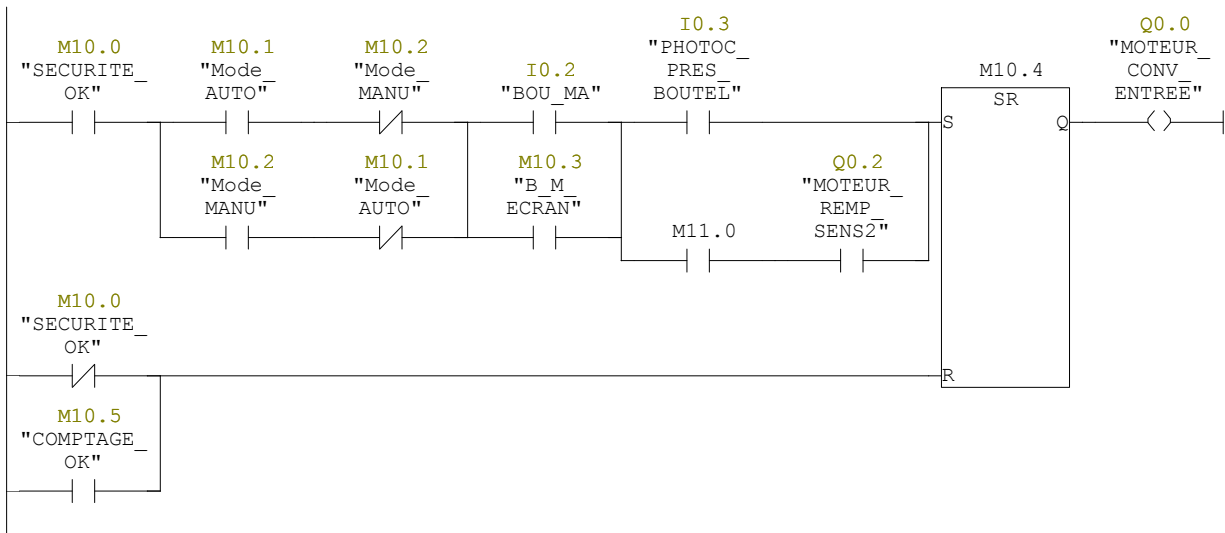 I0.3
Q0.0
M10.0
M10.1
M10.2
"PHOTOC_
"MOTEUR_
"SECURITE_
"Mode_
"Mode_
I0.2
PRES_
M10.4
CONV_
OK"
AUTO"
MANU"
"BOU_MA"
BOUTEL"
SR
ENTREE"
S
Q
M10.2
M10.1
M10.3
Q0.2
"Mode_
"Mode_
"B_M_
"MOTEUR_
MANU"
AUTO"
ECRAN"
REMP_
M11.0
SENS2"
M10.0
"SECURITE_
OK"
R
M10.5
"COMPTAGE_
OK"